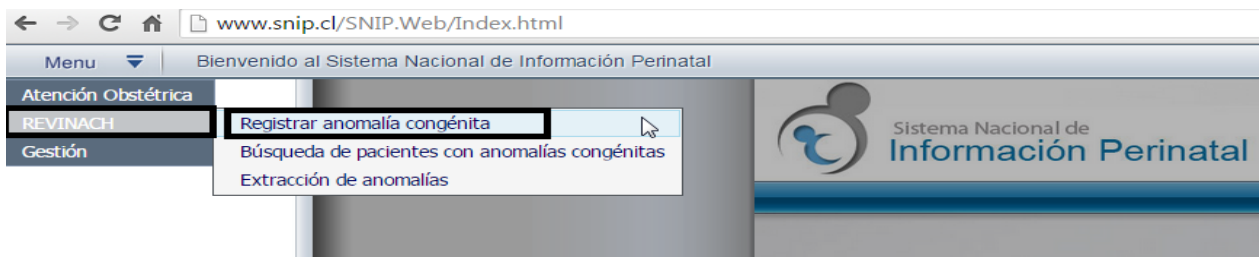 www.snip.cl/SNIP.Web/Index.html
Menu Bienvenido al Sistema Nacional de Información Perinatal
Atención Obstétrica
REVINACH
Gestión
Registrar anomalía congénita
Búsqueda de pacientes con anomalías congénitas
Extracción de anomalías
Sistema Nacional de
Información Perinatal